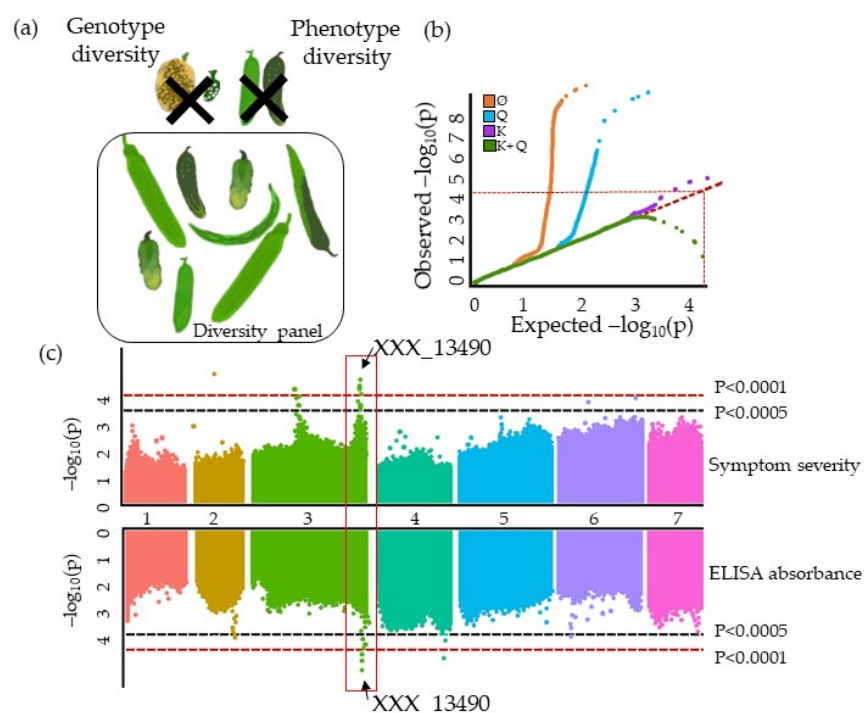 (a)
Genotype
diversity
Phenotype
diversity
Diversity panel
(b)
Observed –log10(p)
0 1 2 3 4 5 6 7 8
Ø
Q
K
K+Q
0 1 2 3 4
Expected –log10(p)
(c)
XXX_13490
–log10(p)
4
3
2
1
0
P<0.0001
P<0.0005
Symptom severity
1 2 3 4 5 6 7
–log10(p)
0
1
2
3
4
ELISA absorbance
P<0.0005
P<0.0001
XXX_13490